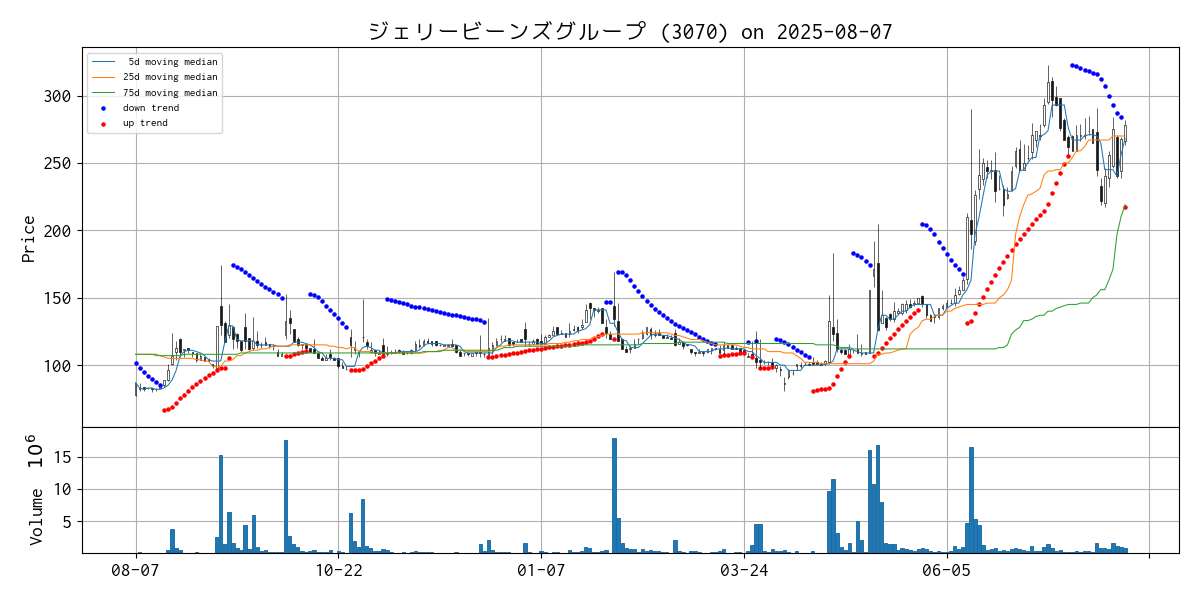 ジェリービーンズグループ (3070) on 2025-08-07
5d moving median
25d moving median
75d moving median
down trend
up trend
300
250
200
150
100
Price
15
10
5
Volume 10^6
08-07
10-22
01-07
03-24
06-05